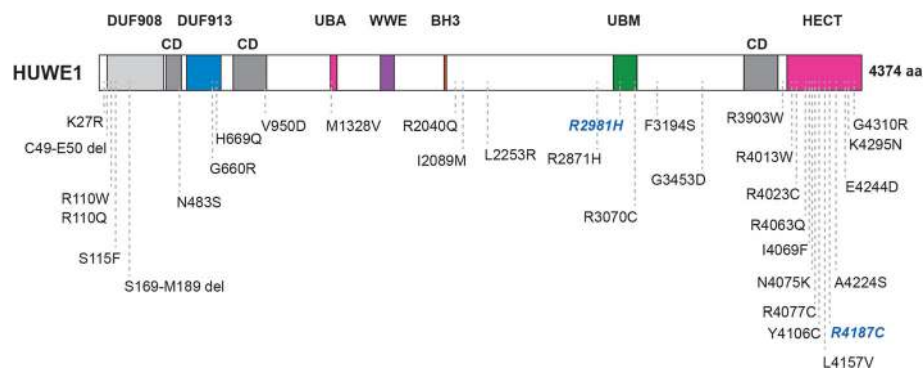 DUF908 DUF913 UBA WWE BH3 UBM HECT
CD CD CD
HUWE1 4374 aa
K27R H669Q V950D M1328V R2040Q R2981H F3194S R3903W G4310R
C49-E50 del G660R I2089M L2253R R2871H G3453D R4013W K4295N
R110W N483S R3070C R4023C E4244D
R110Q R4063Q
S115F I4069F
S169-M189 del N4075K A4224S
R4077C
Y4106C R4187C
L4157V